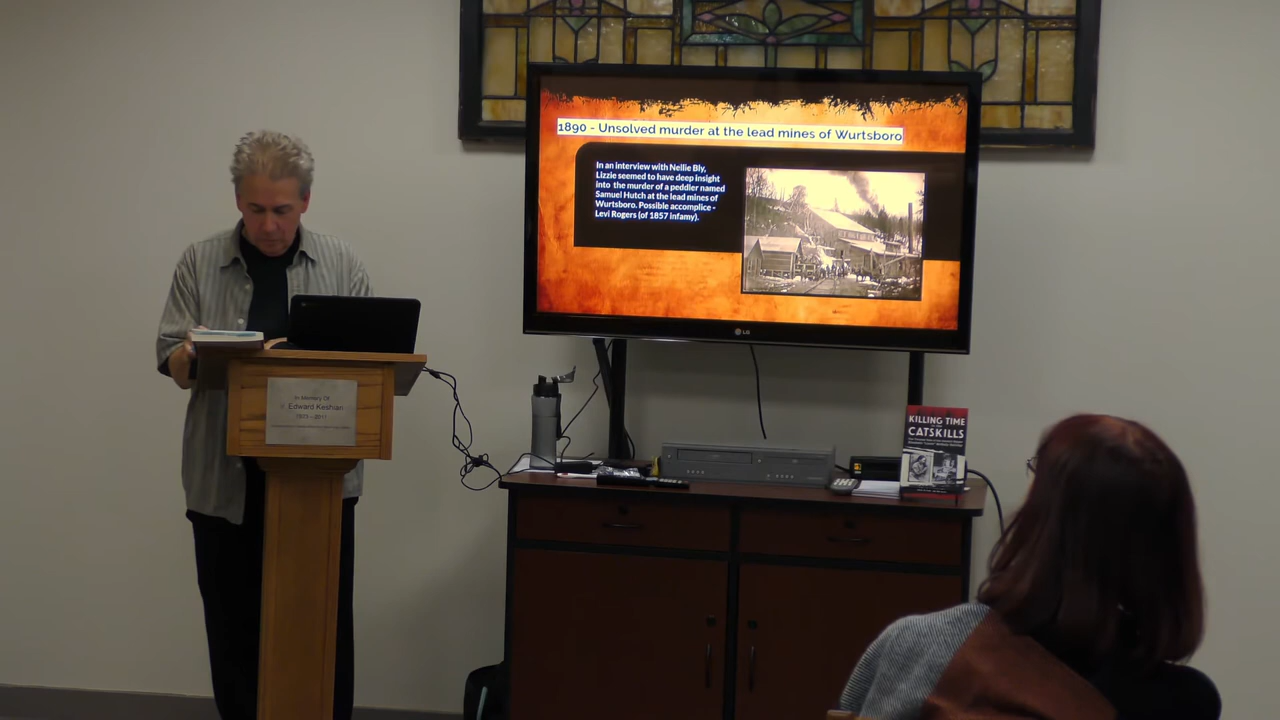 1890 - Unsolved murder at the lead mines of Wurtsboro
In an interview with Nellie Bly,
Lizzie seemed to have deep insight
into the murder of a peddler named
Samuel Hutch at the lead mines of
Wurtsboro. Possible accomplice -
Levi Rogers (of 1857 infamy).
LG
In Memory Of
Edward Keshian
KILLING TIME
CATSKILLS